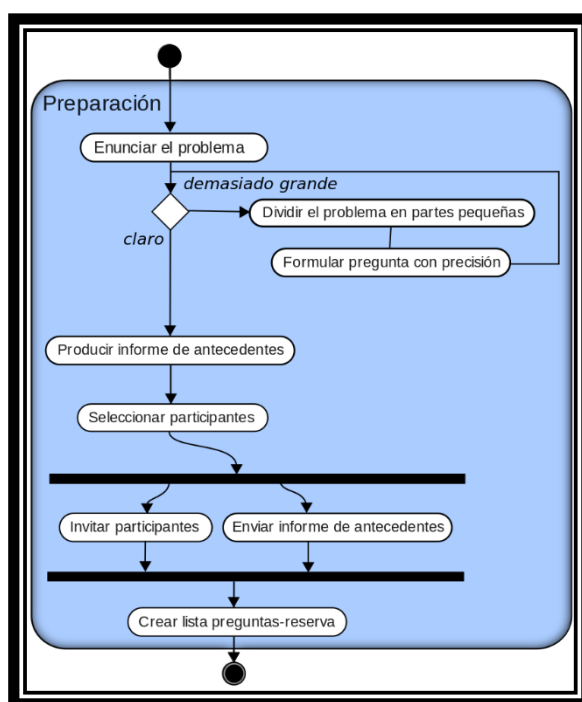 Preparación
Enunciar el problema
demasiado grande
Dividir el problema en partes pequeñas
claro
Formular pregunta con precisión
Producir informe de antecedentes
Seleccionar participantes
Invitar participantes
Enviar informe de antecedentes
Crear lista preguntas-reserva